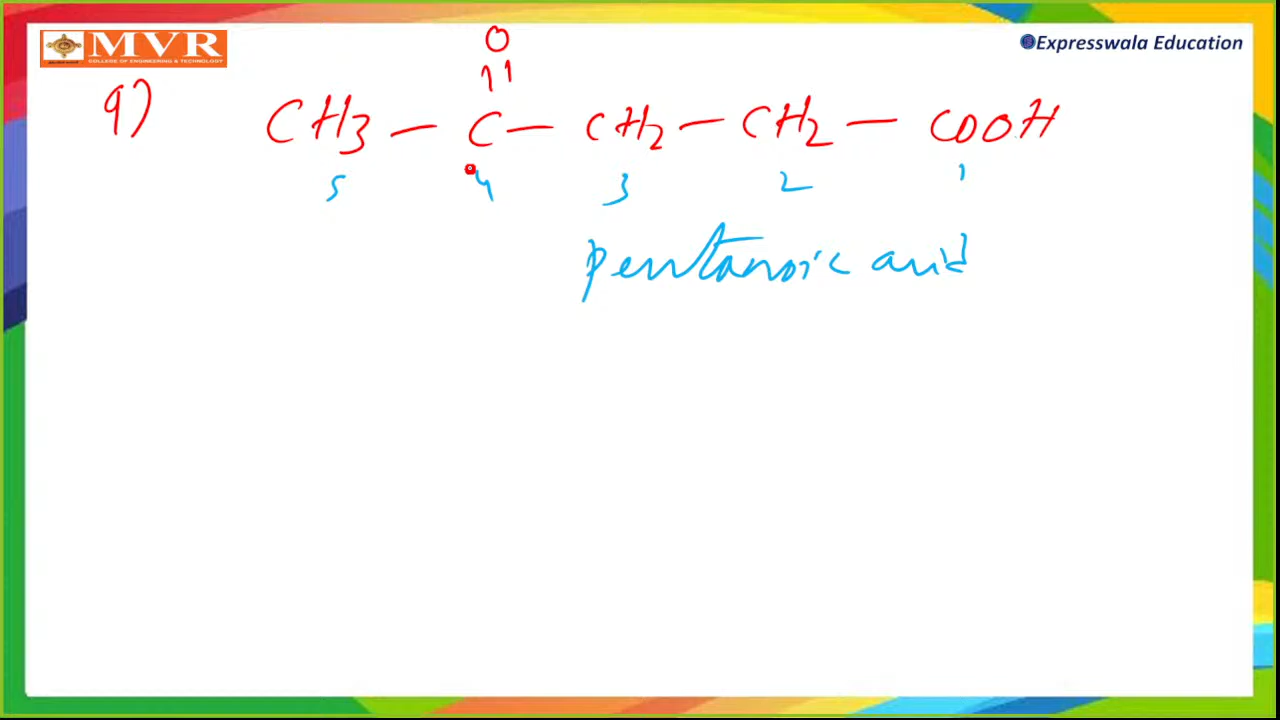 MVR
COLLEGE OF ENGINEERING & TECHNOLOGY
Expresswala Education
O
9) CH3 — C — CH2 — CH2 — COOH
5 4 3 2 1
pentanoic acid